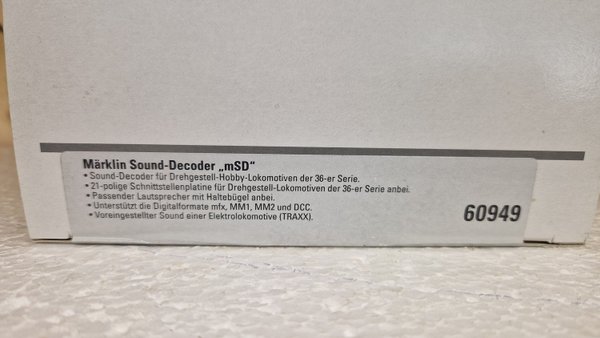 Märklin Sound-Decoder „mSD“
• Sound-Decoder für Drehgestell-Hobby-Lokomotiven der 36-er Serie.
• 21-polige Schnittstellenplatine für Drehgestell-Lokomotiven der 36-er Serie anbei.
• Passender Lautsprecher mit Haltebügel anbei.
• Unterstützt die Digitalformate mfx, MM1, MM2 und DCC.
• Voreingestellter Sound einer Elektrolokomotive (TRAXX).
60949